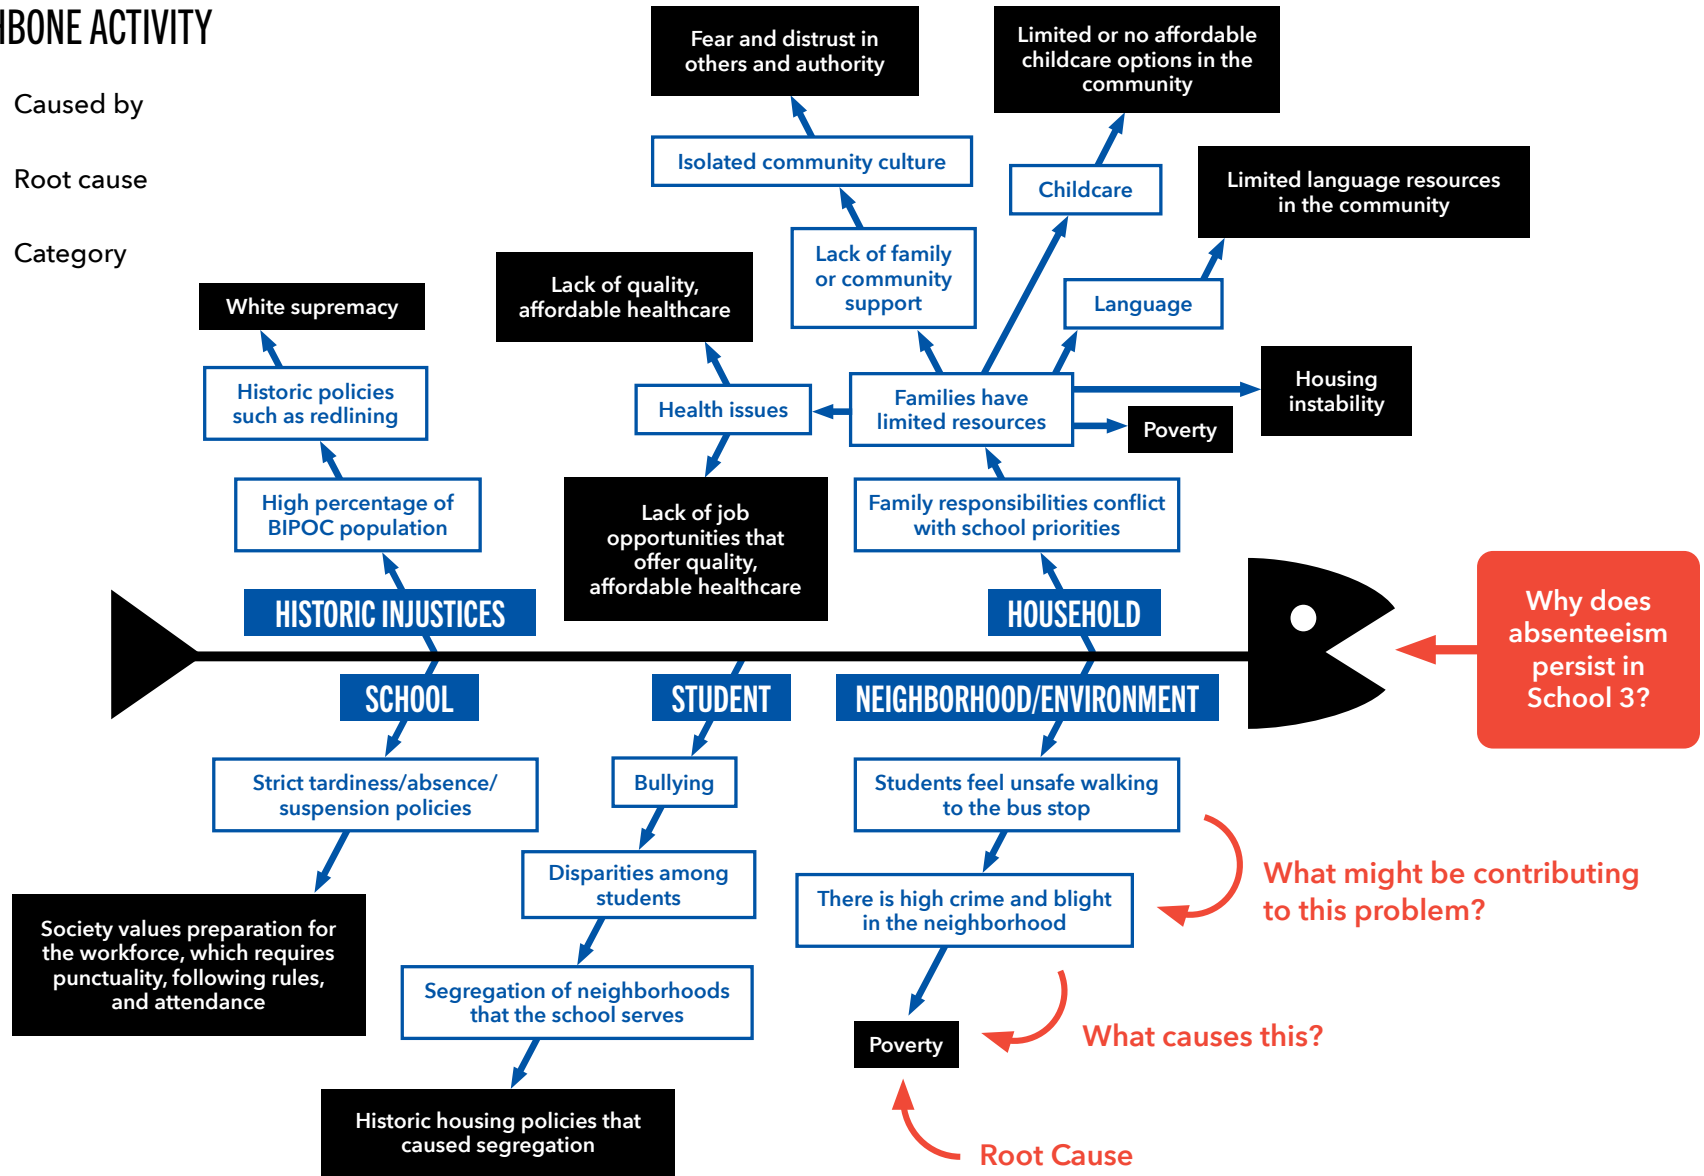 HBONE ACTIVITY
Caused by
Root cause
Category
Fear and distrust in
others and authority
Limited or no affordable
childcare options in the
community
Isolated community culture
Childcare
Limited language resources
in the community
Lack of family
or community
support
Language
Lack of quality,
affordable healthcare
White supremacy
Historic policies
such as redlining
Health issues
Families have
limited resources
Housing
instability
Poverty
High percentage of
BIPOC population
Lack of job
opportunities that
offer quality,
affordable healthcare
Family responsibilities conflict
with school priorities
HISTORIC INJUSTICES
HOUSEHOLD
Why does
absenteeism
persist in
School 3?
SCHOOL
STUDENT
NEIGHBORHOOD/ENVIRONMENT
Strict tardiness/absence/
suspension policies
Bullying
Students feel unsafe walking
to the bus stop
Disparities among
students
There is high crime and blight
in the neighborhood
What might be contributing
to this problem?
Society values preparation for
the workforce, which requires
punctuality, following rules,
and attendance
Segregation of neighborhoods
that the school serves
Poverty
What causes this?
Historic housing policies that
caused segregation
Root Cause